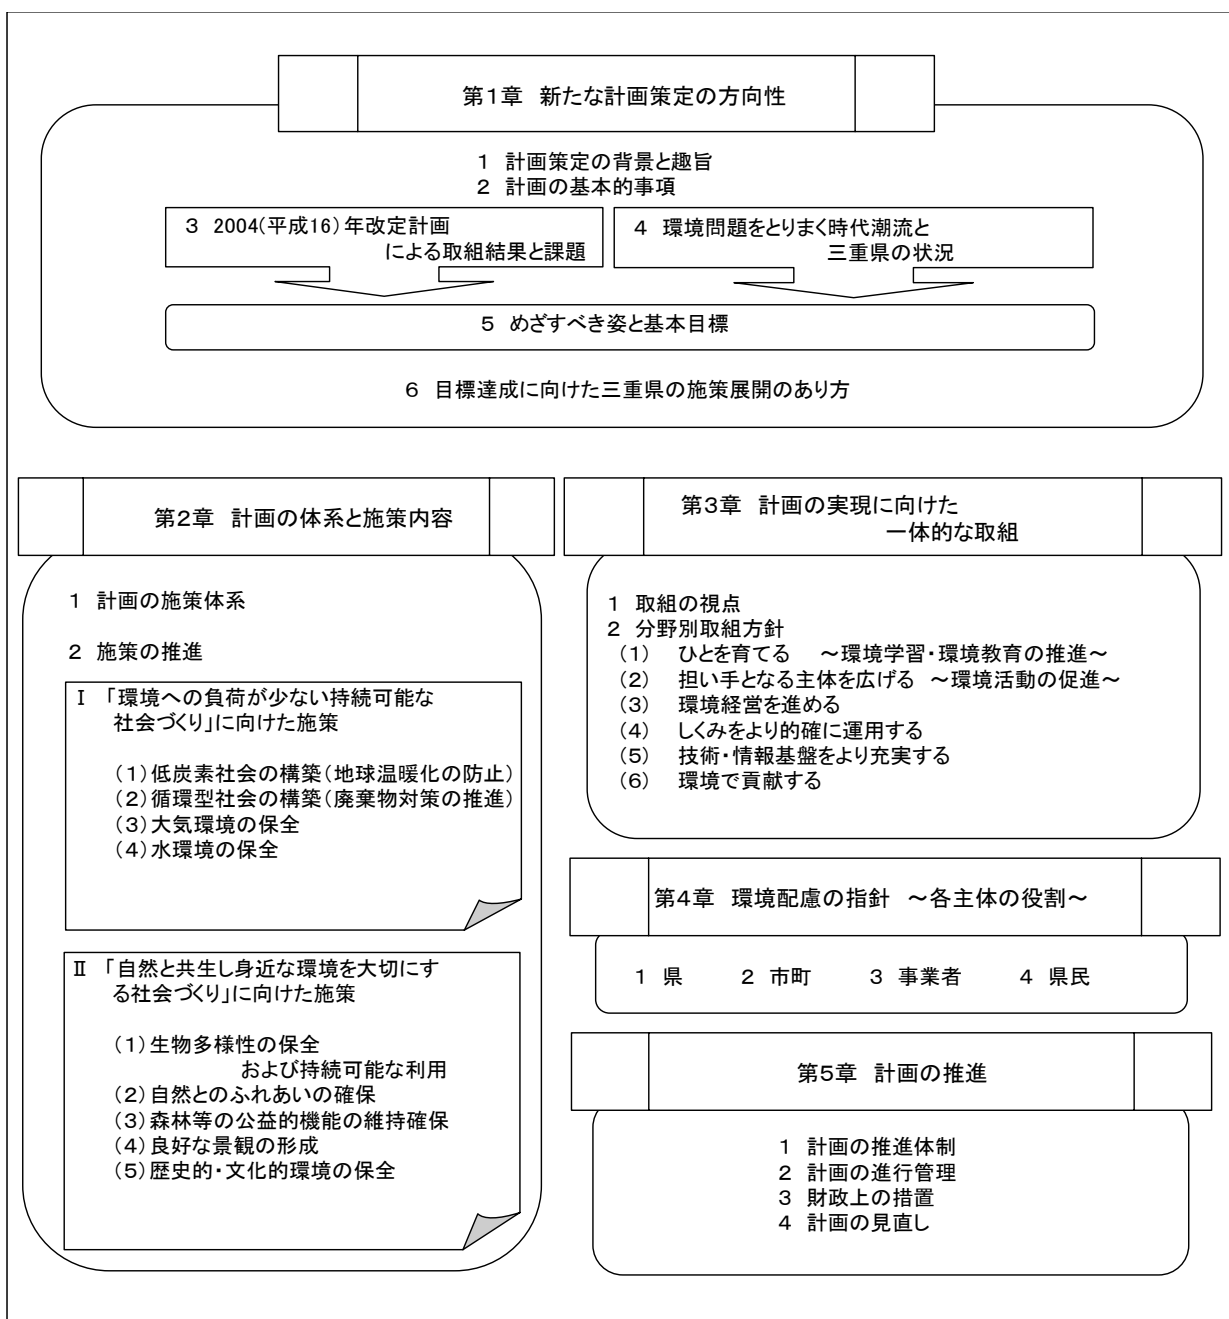 第1章 新たな計画策定の方向性
1 計画策定の背景と趣旨
2 計画の基本的事項
3 2004(平成16)年改定計画
による取組結果と課題
4 環境問題をとりまく時代潮流と
三重県の状況
5 めざすべき姿と基本目標
6 目標達成に向けた三重県の施策展開のあり方
第2章 計画の体系と施策内容
1 計画の施策体系
2 施策の推進
Ⅰ 「環境への負荷が少ない持続可能な
社会づくり」に向けた施策
(1)低炭素社会の構築(地球温暖化の防止)
(2)循環型社会の構築(廃棄物対策の推進)
(3)大気環境の保全
(4)水環境の保全
Ⅱ 「自然と共生し身近な環境を大切にす
る社会づくり」に向けた施策
(1)生物多様性の保全
および持続可能な利用
(2)自然とのふれあいの確保
(3)森林等の公益的機能の維持確保
(4)良好な景観の形成
(5)歴史的・文化的環境の保全
第3章 計画の実現に向けた
一体的な取組
1 取組の視点
2 分野別取組方針
(1) ひとを育てる ～環境学習・環境教育の推進～
(2) 担い手となる主体を広げる ～環境活動の促進～
(3) 環境経営を進める
(4) しくみをより的確に運用する
(5) 技術・情報基盤をより充実する
(6) 環境で貢献する
第4章 環境配慮の指針 ～各主体の役割～
1 県 2 市町 3 事業者 4 県民
第5章 計画の推進
1 計画の推進体制
2 計画の進行管理
3 財政上の措置
4 計画の見直し